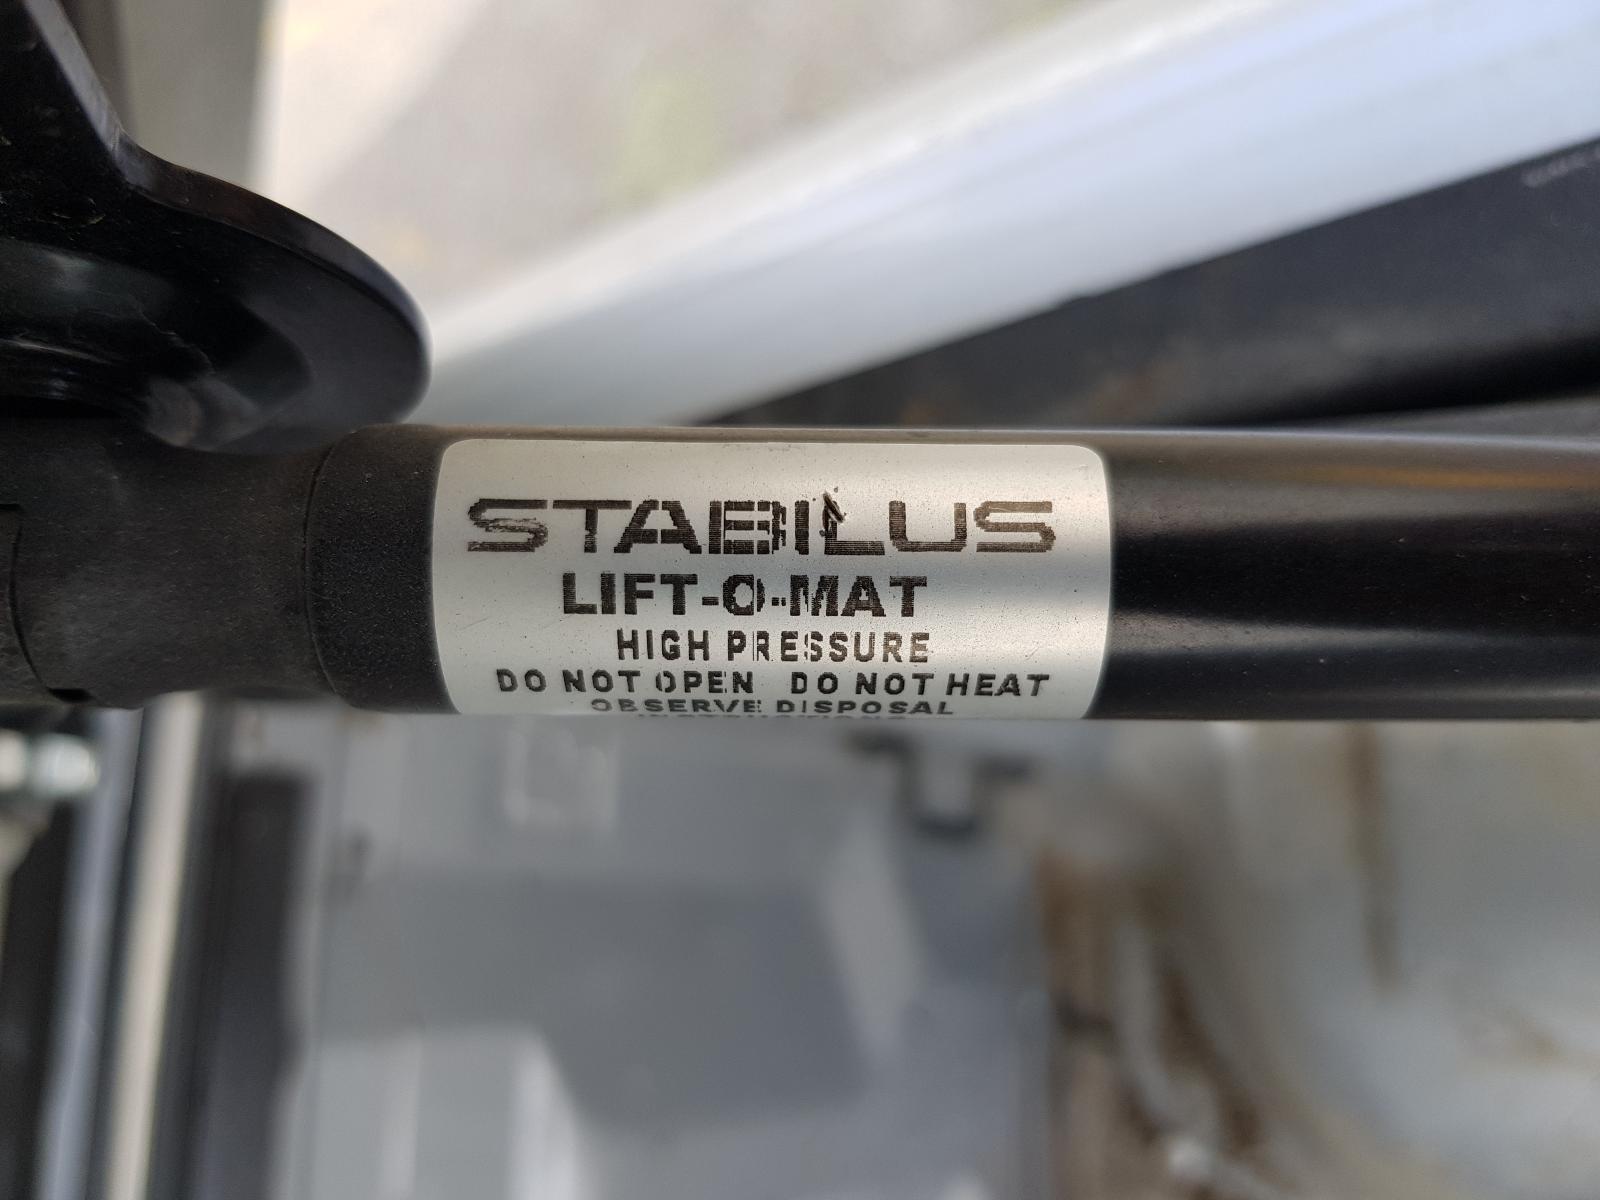 STABILUS
LIFT-O-MAT
HIGH PRESSURE
DO NOT OPEN DO NOT HEAT
OBSERVE DISPOSAL